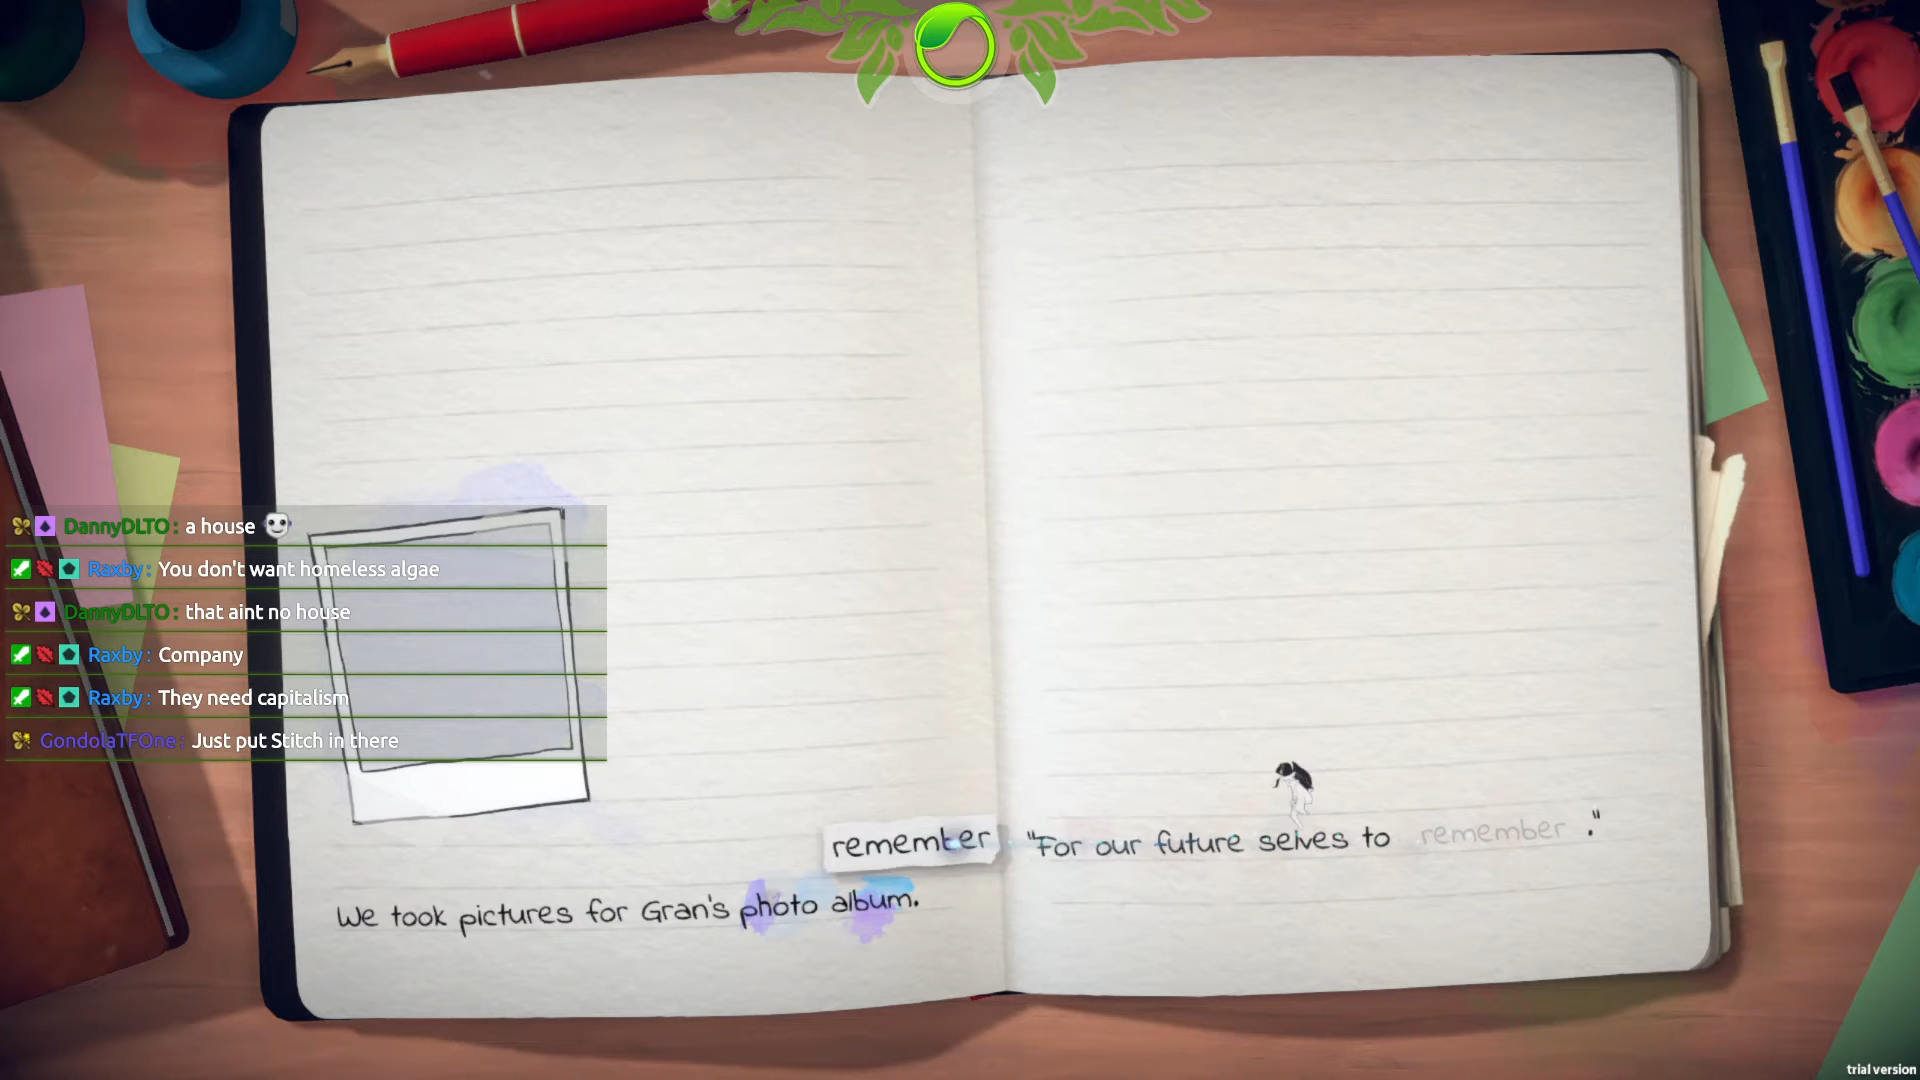 DannyDLTO: a house
Raxby: You don't want homeless algae
DannyDLTO: that aint no house
Raxby: Company
Raxby: They need capitalism
GondolaTFOne: Just put Stitch in there
remember
"For our future selves to remember ."
We took pictures for Gran's photo album.
trial version